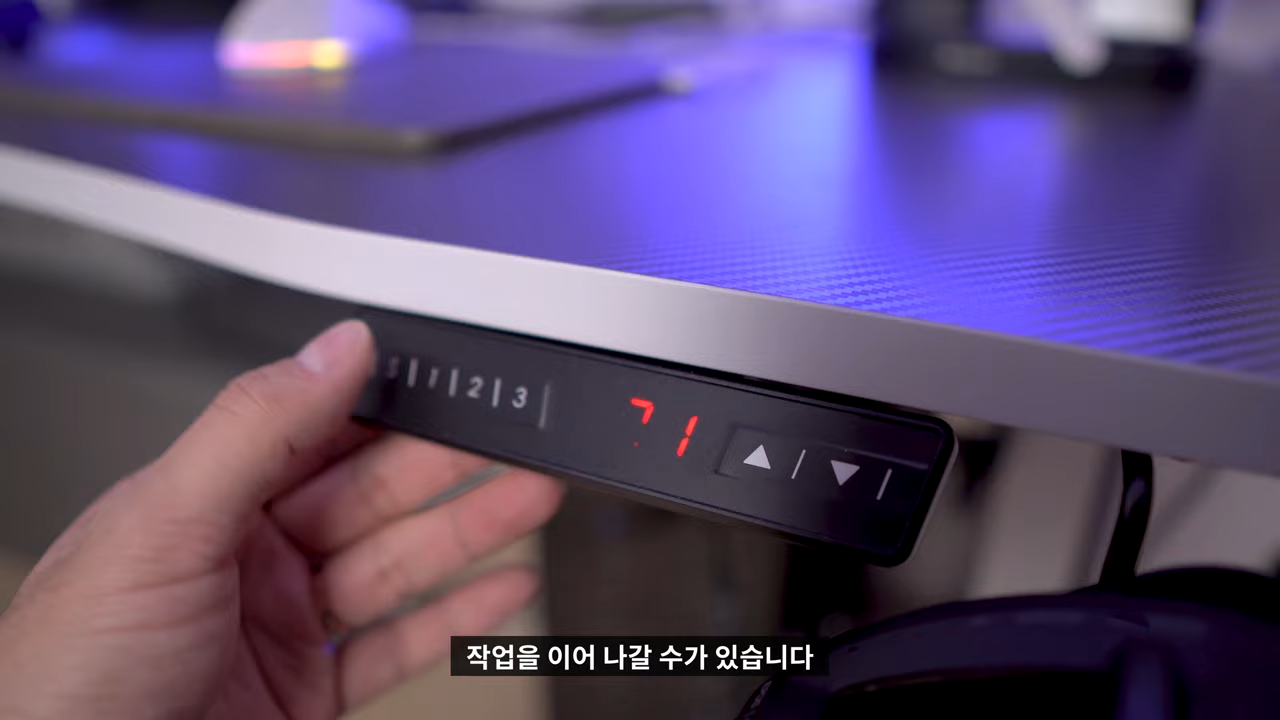 S | 1 | 2 | 3 |
71
▲ | ▼ |
작업을 이어 나갈 수가 있습니다